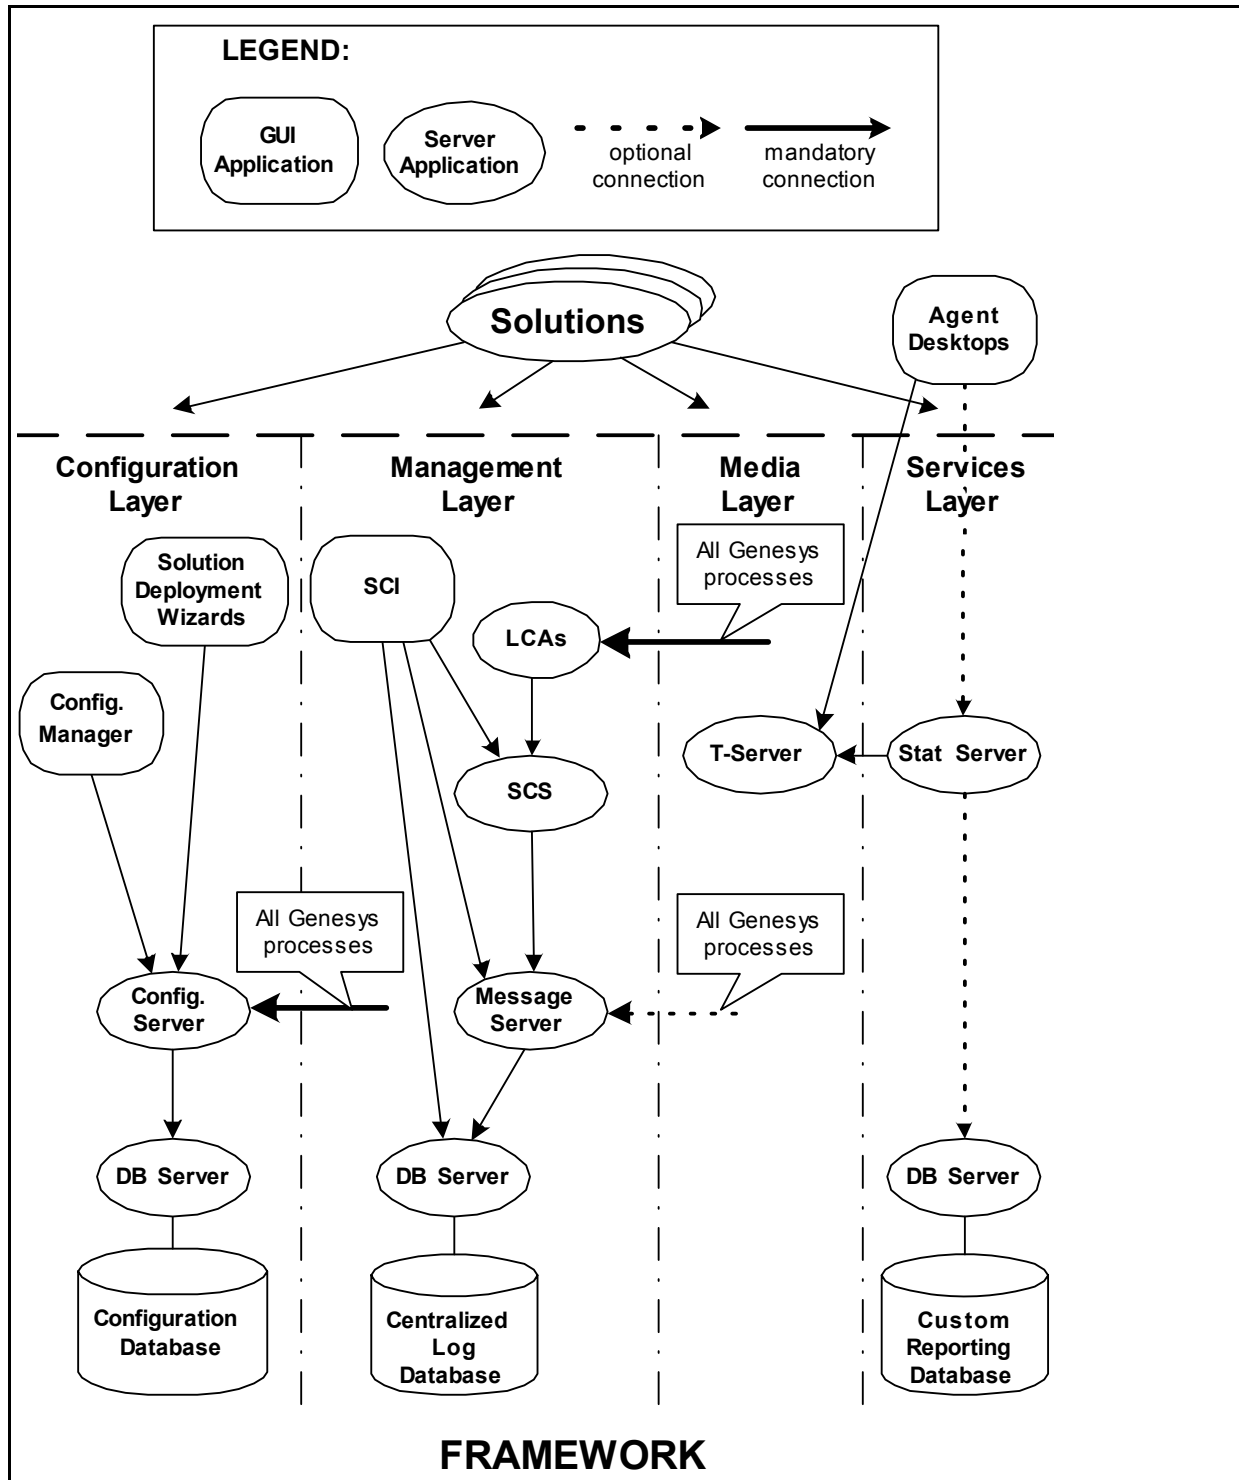 LEGEND:
GUI
Application
Server
Application
optional
connection
mandatory
connection
Solutions
Agent
Desktops
Configuration
Layer
Management
Layer
Media
Layer
Services
Layer
Solution
Deployment
Wizards
SCI
All Genesys
processes
LCAs
Config.
Manager
T-Server
Stat Server
SCS
All Genesys
processes
All Genesys
processes
Config.
Server
Message
Server
DB Server
DB Server
DB Server
Configuration
Database
Centralized
Log
Database
Custom
Reporting
Database
FRAMEWORK